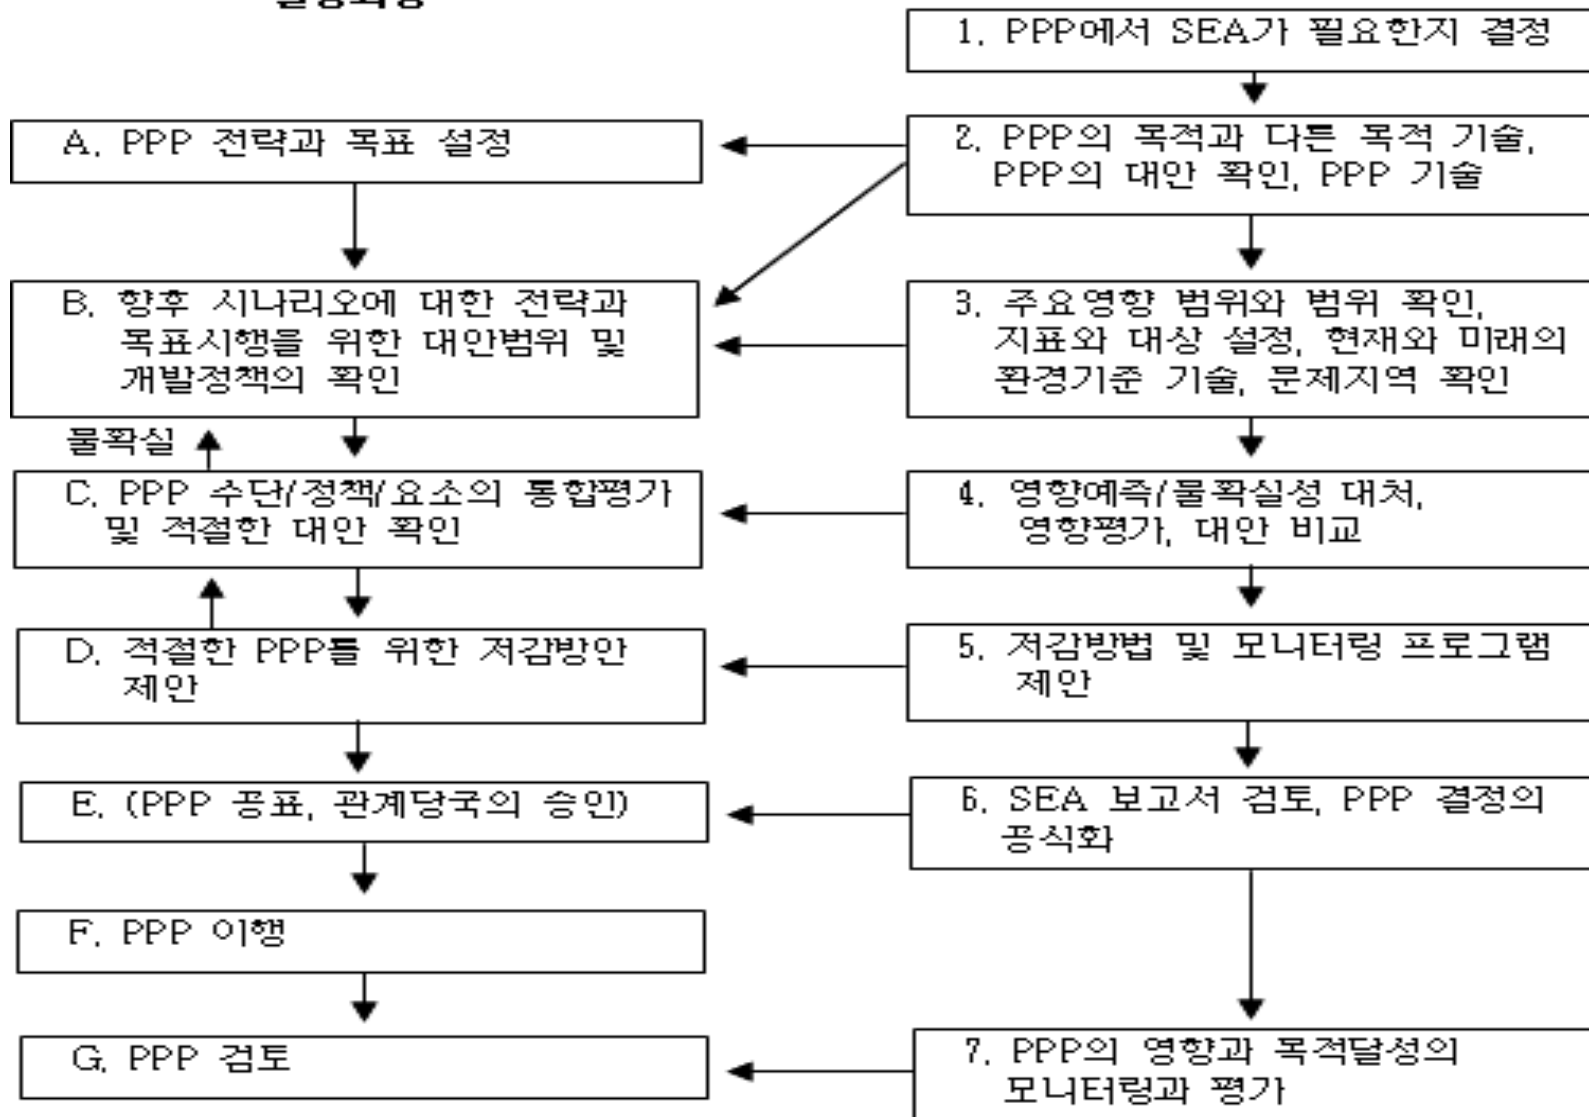 1. PPP에서 SEA가 필요한지 결정
A. PPP 전략과 목표 설정
2. PPP의 목적과 다른 목적 기술,
PPP의 대안 확인, PPP 기술
B. 향후 시나리오에 대한 전략과
목표시행을 위한 대안범위 및
개발정책의 확인
3. 주요영향 범위와 범위 확인,
지표와 대상 설정, 현재와 미래의
환경기준 기술, 문제지역 확인
불확실
C. PPP 수단/정책/요소의 통합평가
및 적절한 대안 확인
4. 영향예측/불확실성 대처,
영향평가, 대안 비교
D. 적절한 PPP를 위한 저감방안
제안
5. 저감방법 및 모니터링 프로그램
제안
E. (PPP 공표, 관계당국의 승인)
6. SEA 보고서 검토, PPP 결정의
공식화
F. PPP 이행
G. PPP 검토
7. PPP의 영향과 목적달성의
모니터링과 평가